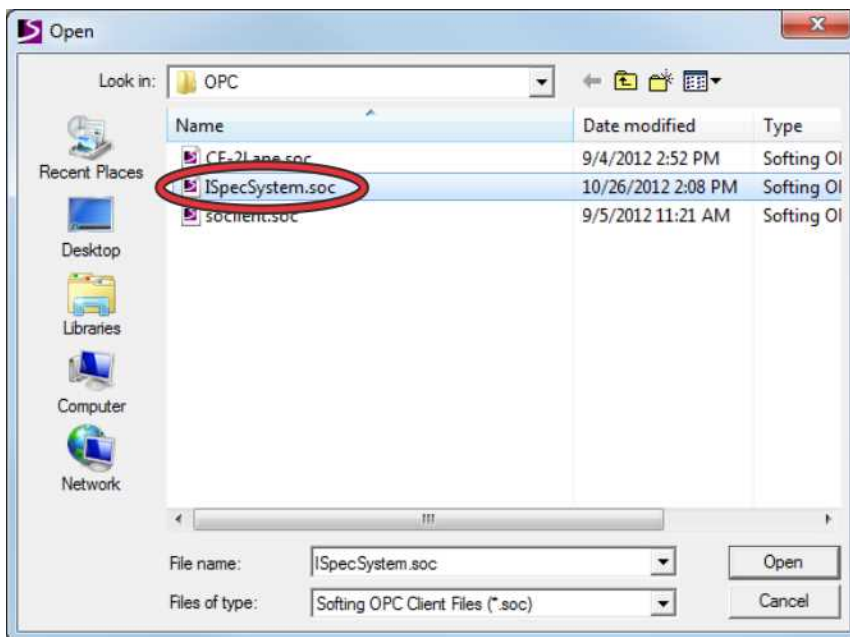 Open
Look in: OPC
Name Date modified Type
CF-2Lane.soc 9/4/2012 2:52 PM Softing OI
ISpecSystem.soc 10/26/2012 2:08 PM Softing OI
soclient.soc 9/5/2012 11:21 AM Softing OI
Recent Places
Desktop
Libraries
Computer
Network
File name: ISpecSystem.soc Open
Files of type: Softing OPC Client Files (*.soc) Cancel